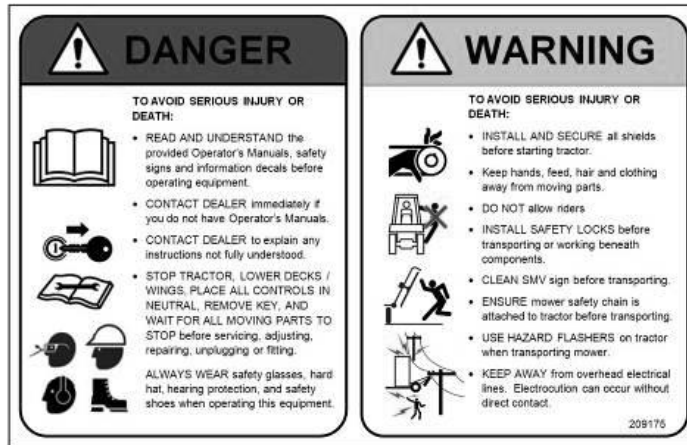 DANGER
TO AVOID SERIOUS INJURY OR
DEATH:
• READ AND UNDERSTAND the
provided Operator's Manuals, safety
signs and information decals before
operating equipment.
• CONTACT DEALER immediately if
you do not have Operator's Manuals.
• CONTACT DEALER to explain any
instructions not fully understood.
• STOP TRACTOR, LOWER DECKS /
WINGS, PLACE ALL CONTROLS IN
NEUTRAL, REMOVE KEY, AND
WAIT FOR ALL MOVING PARTS TO
STOP before servicing, adjusting,
repairing, unplugging or fitting.
ALWAYS WEAR safety glasses, hard
hat, hearing protection, and safety
shoes when operating this equipment.
WARNING
TO AVOID SERIOUS INJURY OR
DEATH:
• INSTALL AND SECURE all shields
before starting tractor.
• Keep hands, feed, hair and clothing
away from moving parts.
• DO NOT allow riders
• INSTALL SAFETY LOCKS before
transporting or working beneath
components.
• CLEAN SMV sign before transporting.
• ENSURE mower safety chain is
attached to tractor before transporting.
• USE HAZARD FLASHERS on tractor
when transporting mower.
• KEEP AWAY from overhead electrical
lines. Electrocution can occur without
direct contact.
209175